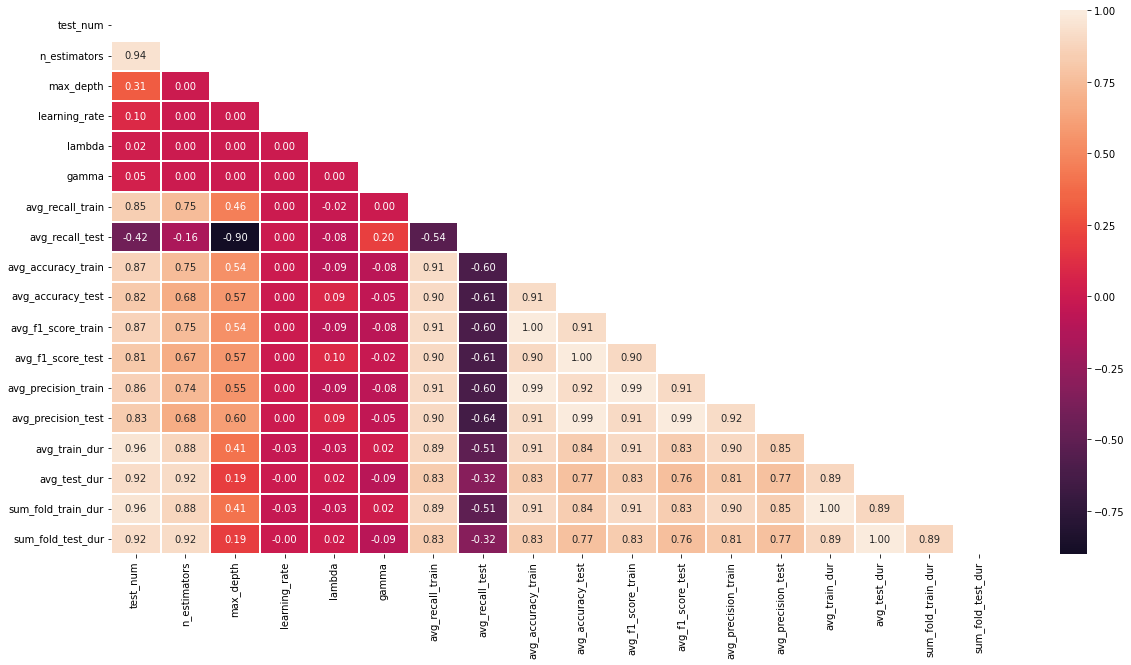 test_num
n_estimators 0.94
max_depth 0.31 0.00
learning_rate 0.10 0.00 0.00
lambda 0.02 0.00 0.00 0.00
gamma 0.05 0.00 0.00 0.00 0.00
avg_recall_train 0.85 0.75 0.46 0.00 -0.02 0.00
avg_recall_test -0.42 -0.16 -0.90 0.00 -0.08 0.20 -0.54
avg_accuracy_train 0.87 0.75 0.54 0.00 -0.09 -0.08 0.91 -0.60
avg_accuracy_test 0.82 0.68 0.57 0.00 0.09 -0.05 0.90 -0.61 0.91
avg_f1_score_train 0.87 0.75 0.54 0.00 -0.09 -0.08 0.91 -0.60 1.00 0.91
avg_f1_score_test 0.81 0.67 0.57 0.00 0.10 -0.02 0.90 -0.61 0.90 1.00 0.90
avg_precision_train 0.86 0.74 0.55 0.00 -0.09 -0.08 0.91 -0.60 0.99 0.92 0.99 0.91
avg_precision_test 0.83 0.68 0.60 0.00 0.09 -0.05 0.90 -0.64 0.91 0.99 0.91 0.99 0.92
avg_train_dur 0.96 0.88 0.41 -0.03 -0.03 0.02 0.89 -0.51 0.91 0.84 0.91 0.83 0.90 0.85
avg_test_dur 0.92 0.92 0.19 -0.00 0.02 -0.09 0.83 -0.32 0.83 0.77 0.83 0.76 0.81 0.77 0.89
sum_fold_train_dur 0.96 0.88 0.41 -0.03 -0.03 0.02 0.89 -0.51 0.91 0.84 0.91 0.83 0.90 0.85 1.00 0.89
sum_fold_test_dur 0.92 0.92 0.19 -0.00 0.02 -0.09 0.83 -0.32 0.83 0.77 0.83 0.76 0.81 0.77 0.89 1.00 0.89
test_num
n_estimators
max_depth
learning_rate
lambda
gamma
avg_recall_train
avg_recall_test
avg_accuracy_train
avg_accuracy_test
avg_f1_score_train
avg_f1_score_test
avg_precision_train
avg_precision_test
avg_train_dur
avg_test_dur
sum_fold_train_dur
sum_fold_test_dur
1.00
0.75
0.50
0.25
0.00
−0.25
−0.50
−0.75